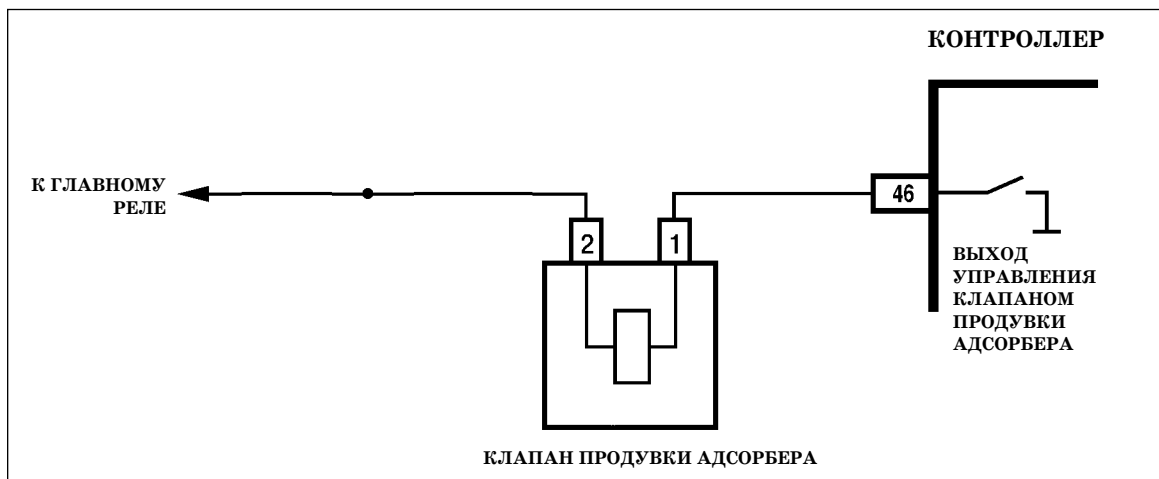 КОНТРОЛЛЕР
К ГЛАВНОМУ
РЕЛЕ
46
2
1
ВЫХОД
УПРАВЛЕНИЯ
КЛАПАНОМ
ПРОДУВКИ
АДСОРБЕРА
КЛАПАН ПРОДУВКИ АДСОРБЕРА